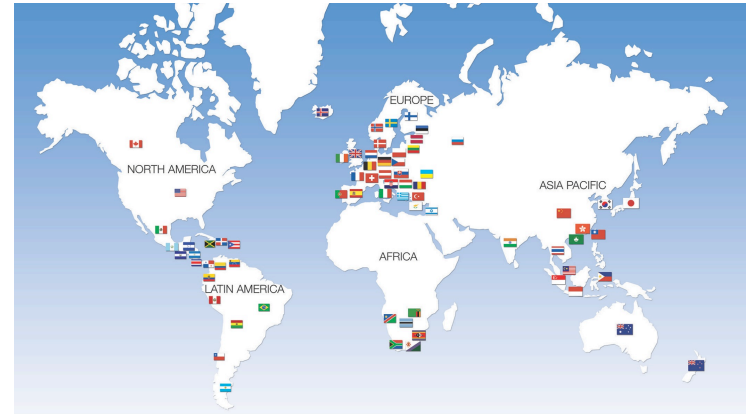 EUROPE
NORTH AMERICA
ASIA PACIFIC
AFRICA
LATIN AMERICA